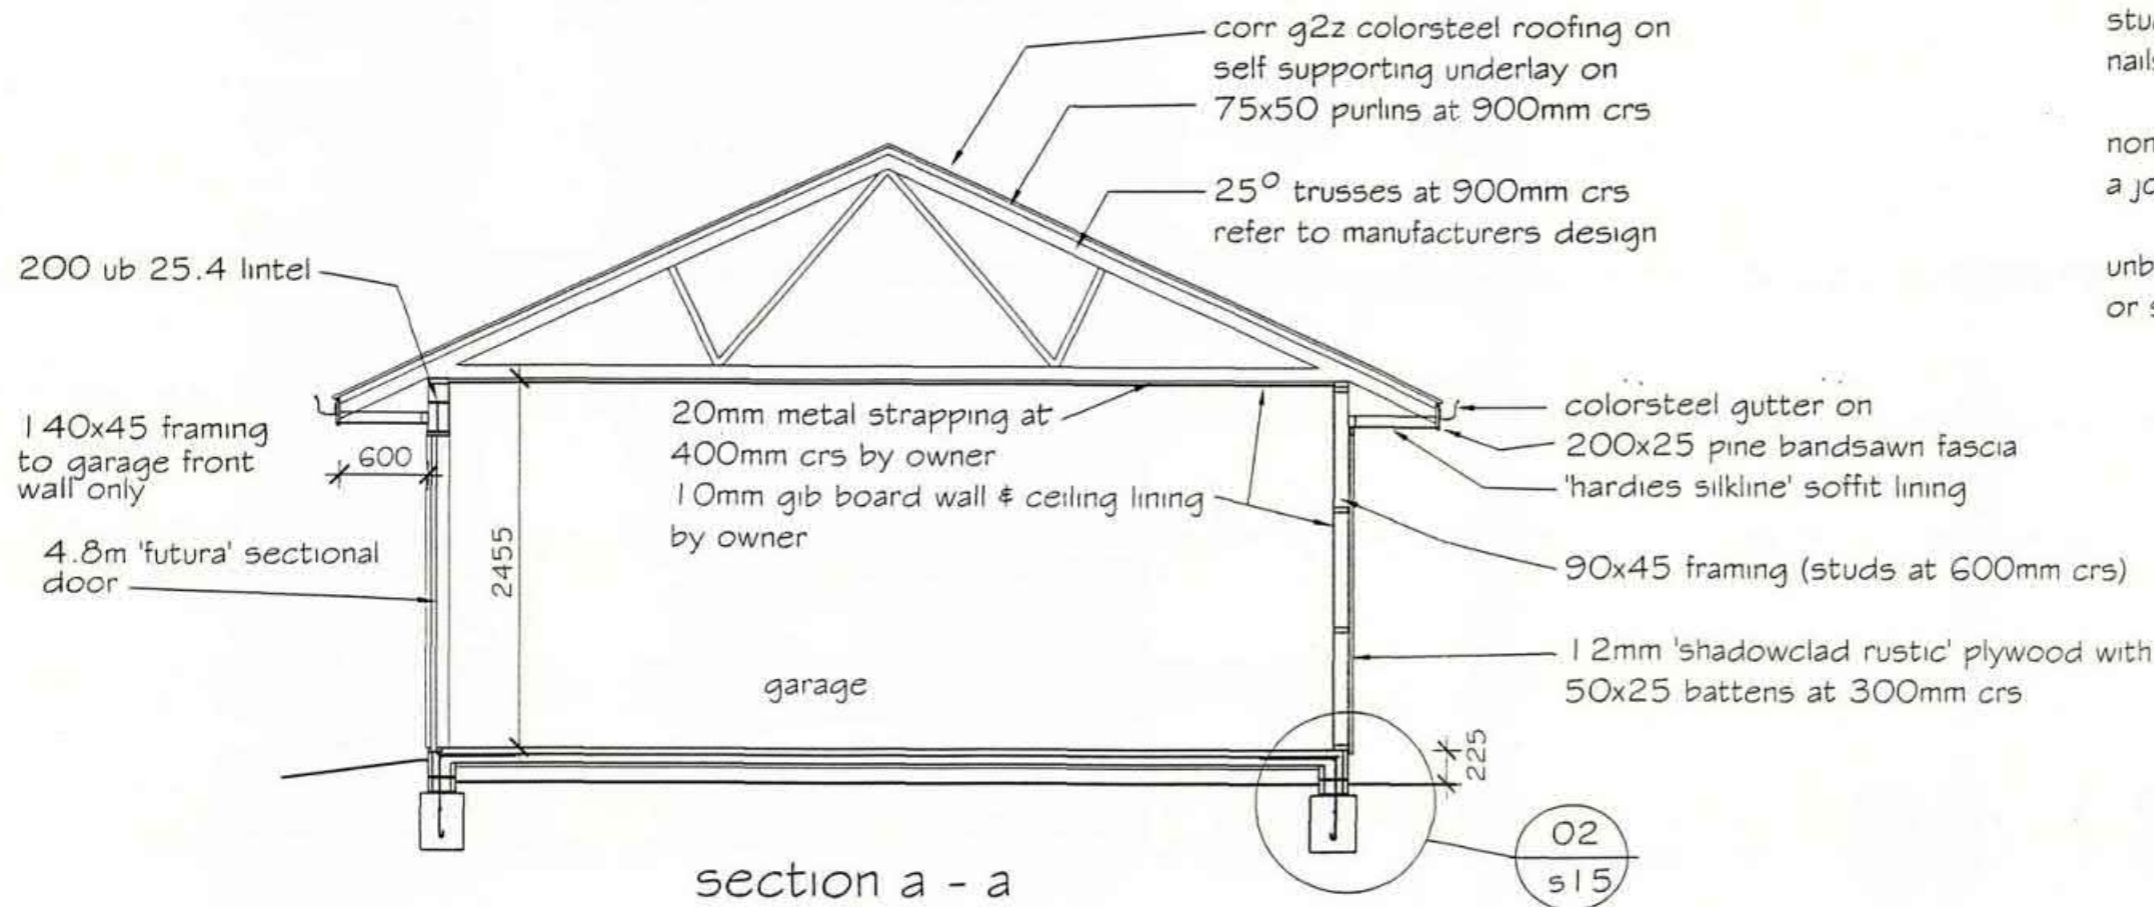 corr g2z colorsteel roofing on
self supporting underlay on
75x50 purlins at 900mm crs
25° trusses at 900mm crs
refer to manufacturers design
200 ub 25.4 lintel
140x45 framing
to garage front
wall only
600
4.8m 'futura' sectional
door
2455
20mm metal strapping at
400mm crs by owner
10mm gib board wall & ceiling lining
by owner
garage
colorsteel gutter on
200x25 pine bandsawn fascia
'hardies silkline' soffit lining
90x45 framing (studs at 600mm crs)
12mm 'shadowclad rustic' plywood with
50x25 battens at 300mm crs
225
02
s15
section a - a
or